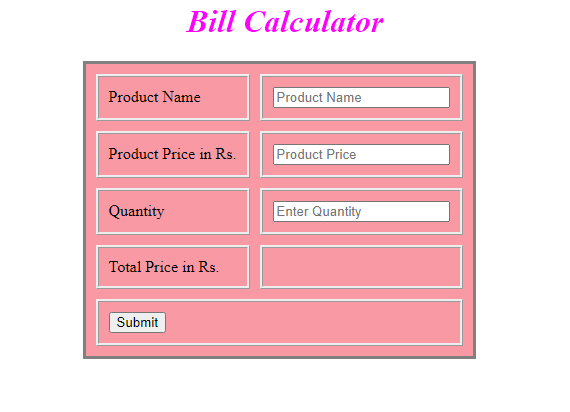 Bill Calculator
Product Name
Product Name
Product Price in Rs.
Product Price
Quantity
Enter Quantity
Total Price in Rs.
Submit